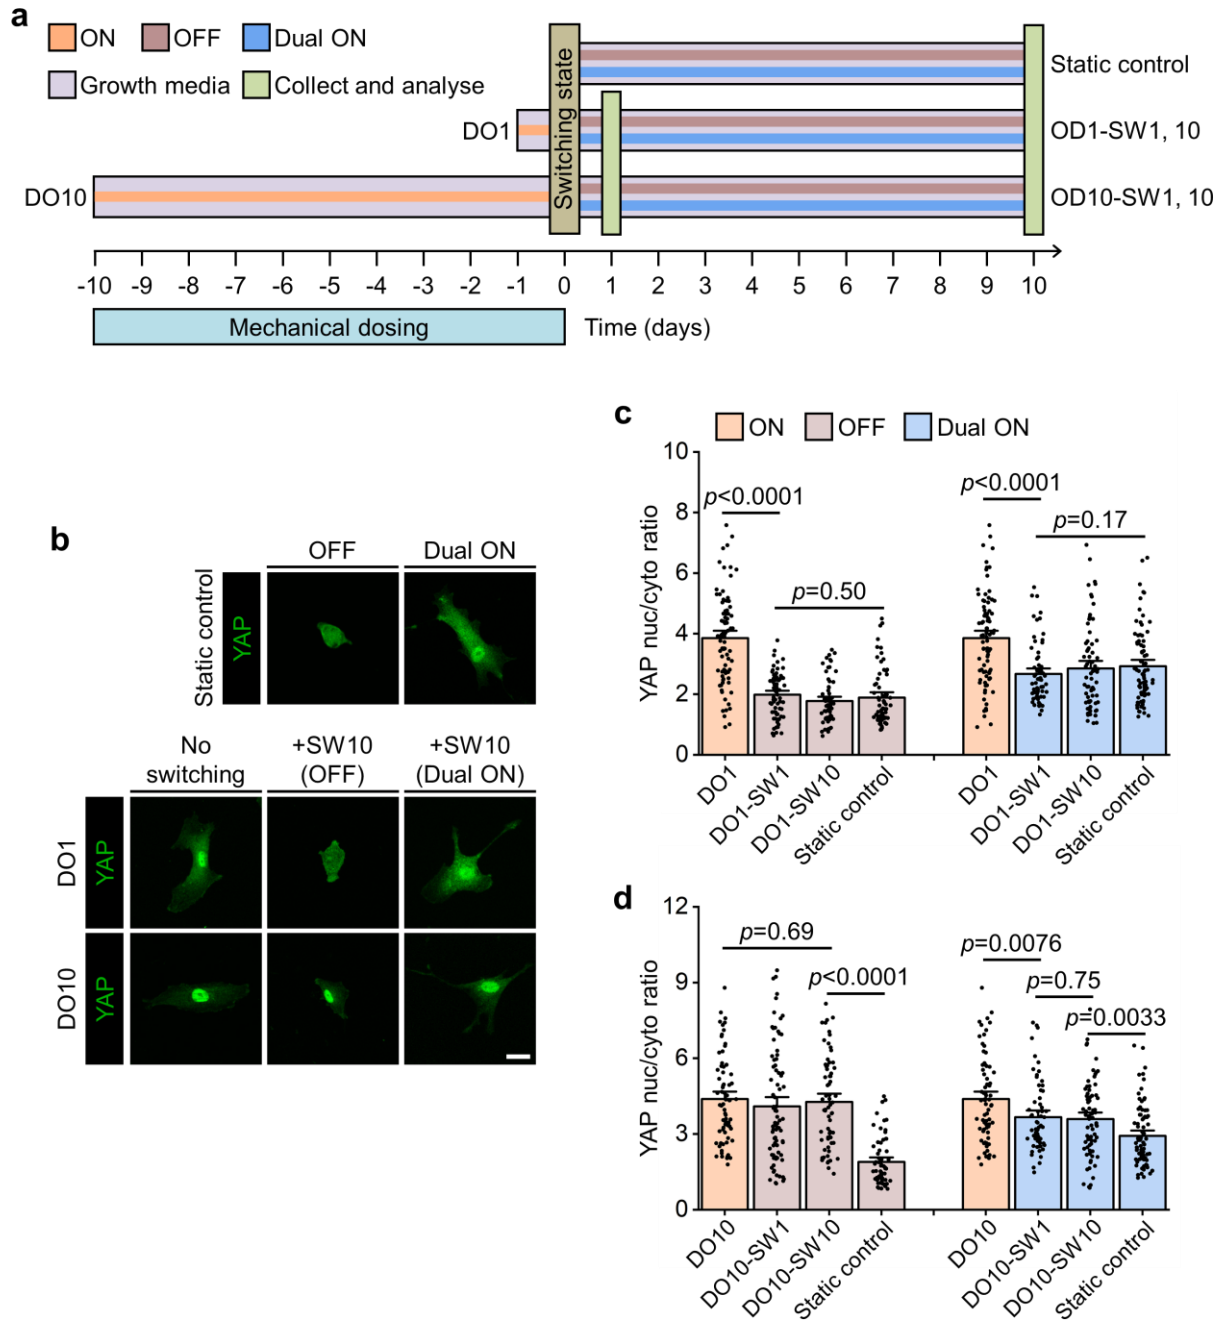 a
ON OFF Dual ON
Growth media Collect and analyse
Switching state
Static control
DO1
OD1-SW1, 10
DO10
OD10-SW1, 10
-10 -9 -8 -7 -6 -5 -4 -3 -2 -1 0 1 2 3 4 5 6 7 8 9 10
Mechanical dosing Time (days)
b
OFF Dual ON
Static control
YAP
No switching
+SW10 (OFF)
+SW10 (Dual ON)
DO1
YAP
DO10
YAP
c
ON OFF Dual ON
YAP nuc/cyto ratio
10
8
6
4
2
0
p<0.0001
p=0.50
p<0.0001
p=0.17
DO1
DO1-SW1
DO1-SW10
Static control
DO1
DO1-SW1
DO1-SW10
Static control
d
YAP nuc/cyto ratio
12
9
6
3
0
p=0.69
p<0.0001
p=0.0076
p=0.75
p=0.0033
DO10
DO10-SW1
DO10-SW10
Static control
DO10
DO10-SW1
DO10-SW10
Static control